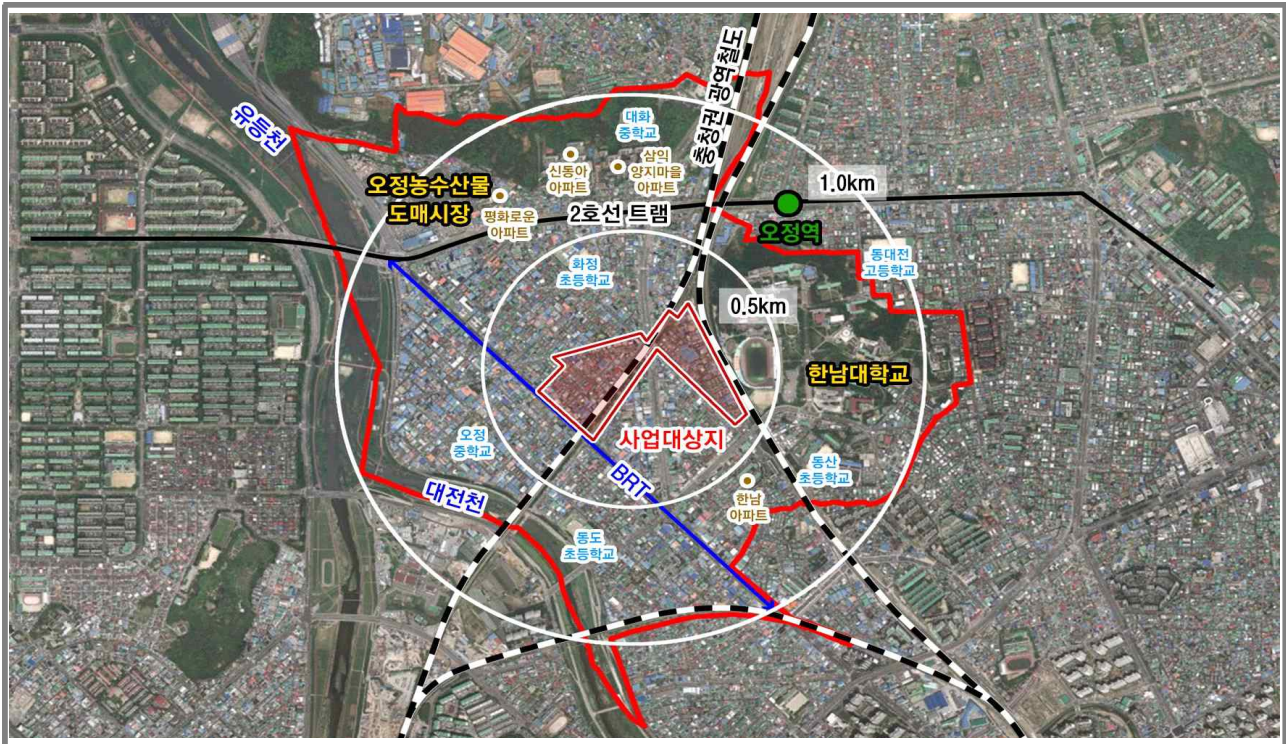 충청권 광역철도
유등천
대화
중학교
신동아
아파트
삼익
양지마을
아파트
오정농수산물
도매시장
평화로운
아파트
2호선 트램
1.0km
오정역
동대전
고등학교
화정
초등학교
0.5km
한남대학교
오정
중학교
사업대상지
BRT
동산
초등학교
한남
아파트
대전천
동도
초등학교